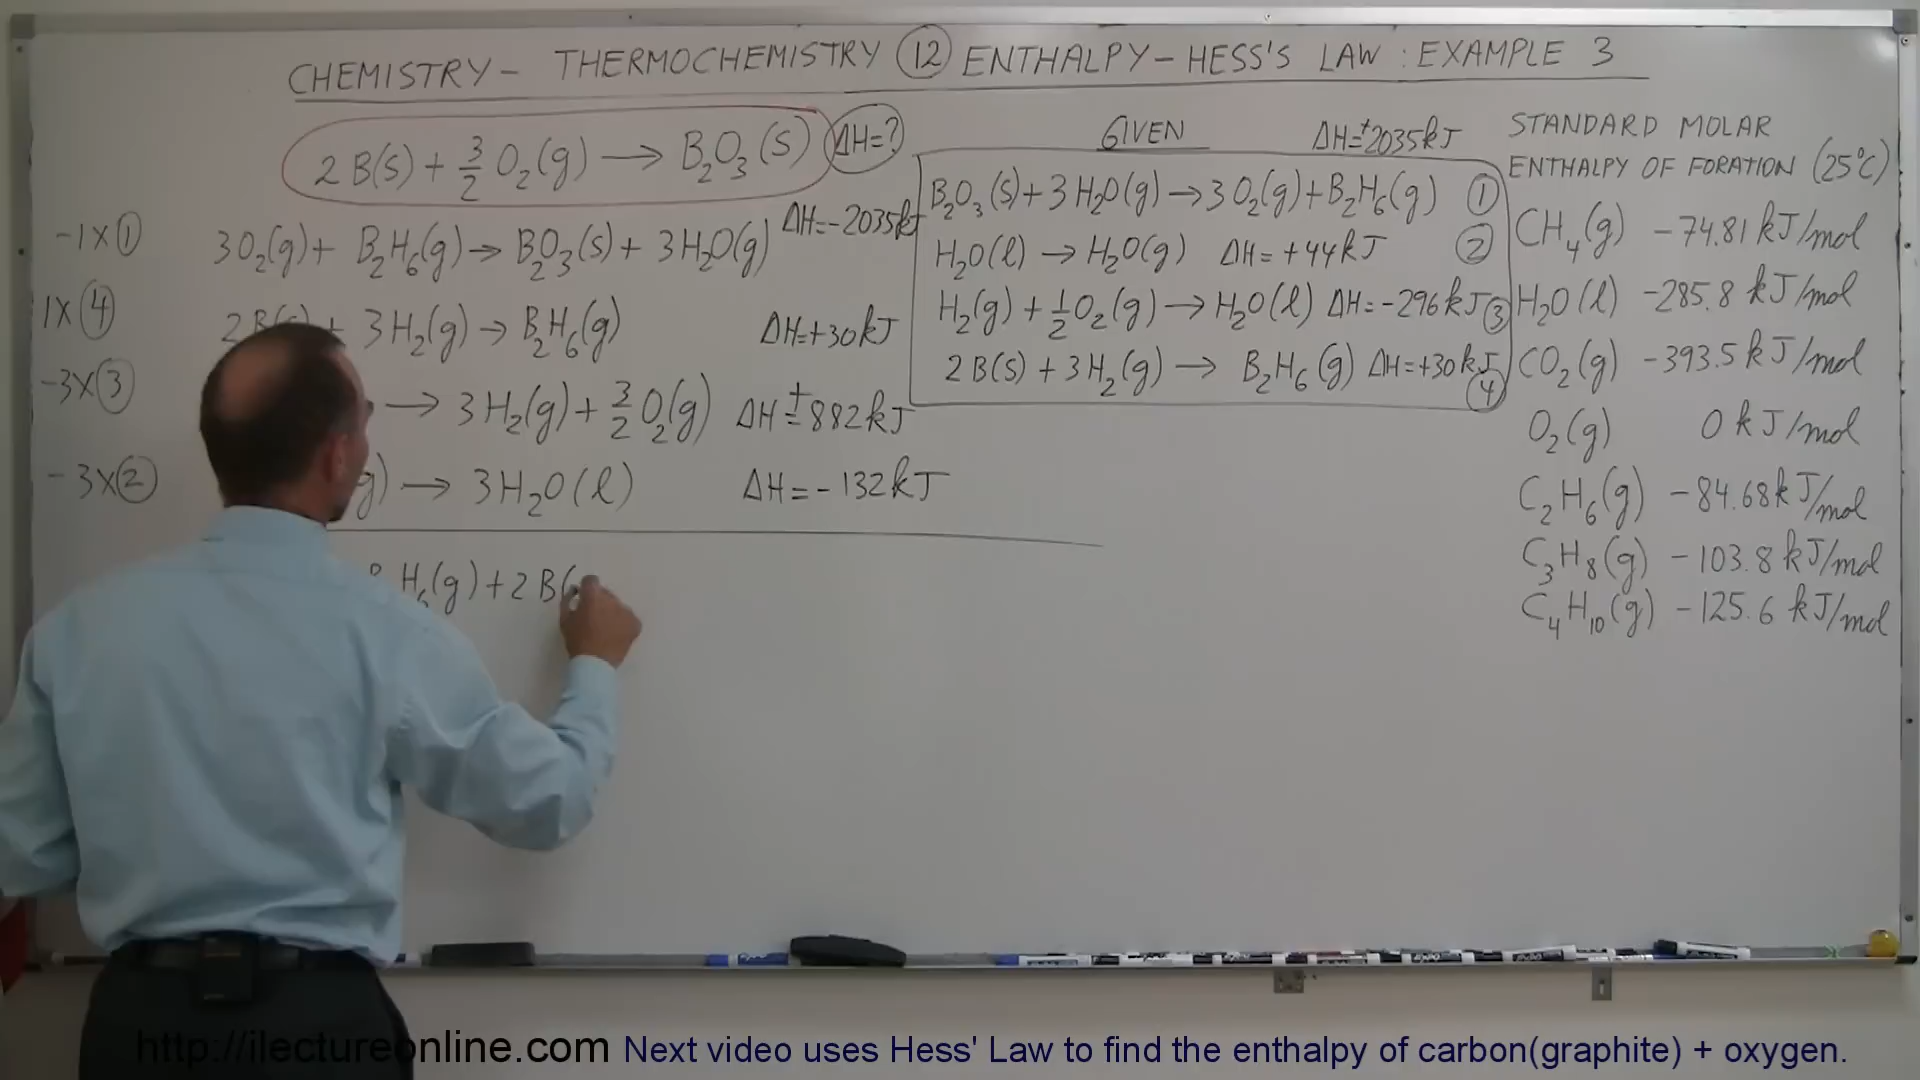 CHEMISTRY - THERMOCHEMISTRY (12) ENTHALPY - HESS'S LAW : EXAMPLE 3
2 B(s) + 3/2 O₂(g) → B₂O₃(s) ΔH=?
-1 X ① 3O₂(g) + B₂H₆(g) → B₂O₃(s) + 3H₂O(g) ΔH=-2035kJ
1X ④ 2B(s) + 3H₂(g) → B₂H₆(g) ΔH=+30kJ
-3X ③ → 3H₂(g) + 3/2 O₂(g) ΔH=+882kJ
-3X ② g) → 3H₂O(l) ΔH=-132kJ
H₆(g) + 2 B(
GIVEN ΔH=+2035kJ
B₂O₃(s) + 3H₂O(g) → 3O₂(g) + B₂H₆(g) ①
H₂O(l) → H₂O(g) ΔH=+44kJ ②
H₂(g) + 1/2 O₂(g) → H₂O(l) ΔH=-296kJ ③
2B(s) + 3H₂(g) → B₂H₆(g) ΔH=+30kJ ④
STANDARD MOLAR
ENTHALPY OF FORATION (25°C)
CH₄(g) -74.81 kJ/mol
H₂O(l) -285.8 kJ/mol
CO₂(g) -393.5 kJ/mol
O₂(g) 0 kJ/mol
C₂H₆(g) -84.68 kJ/mol
C₃H₈(g) -103.8 kJ/mol
C₄H₁₀(g) -125.6 kJ/mol
http://ilectureonline.com Next video uses Hess' Law to find the enthalpy of carbon(graphite) + oxygen.